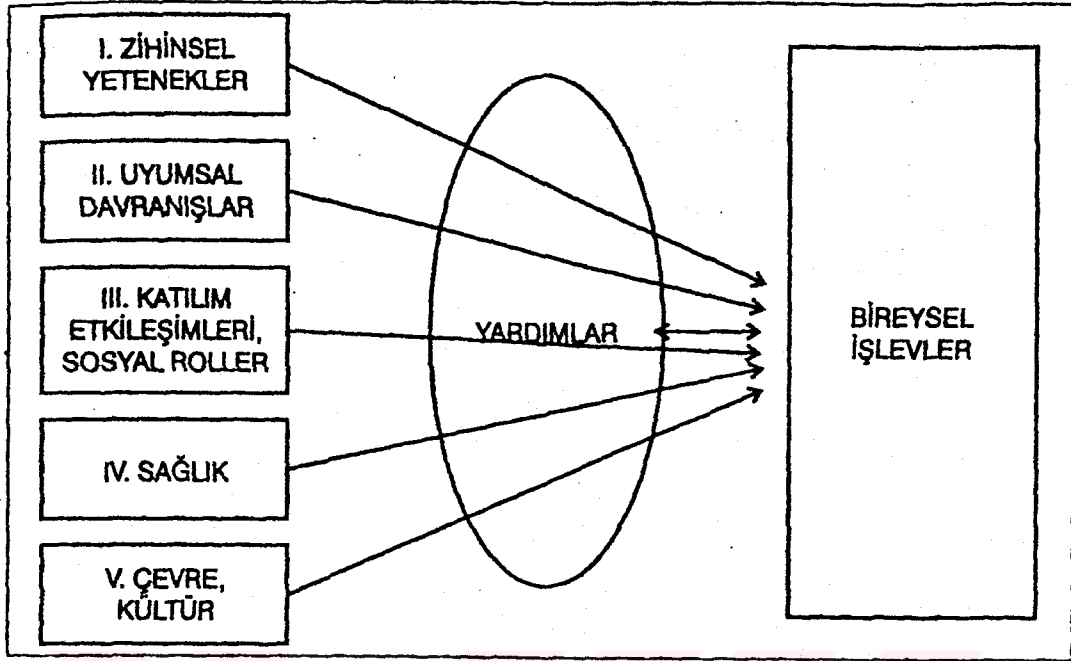 I. ZİHİNSEL
YETENEKLER
II. UYUMSAL
DAVRANIŞLAR
III. KATILIM
ETKİLEŞİMLERİ,
SOSYAL ROLLER
IV. SAĞLIK
V. ÇEVRE,
KÜLTÜR
YARDIMLAR
BİREYSEL
İŞLEVLER